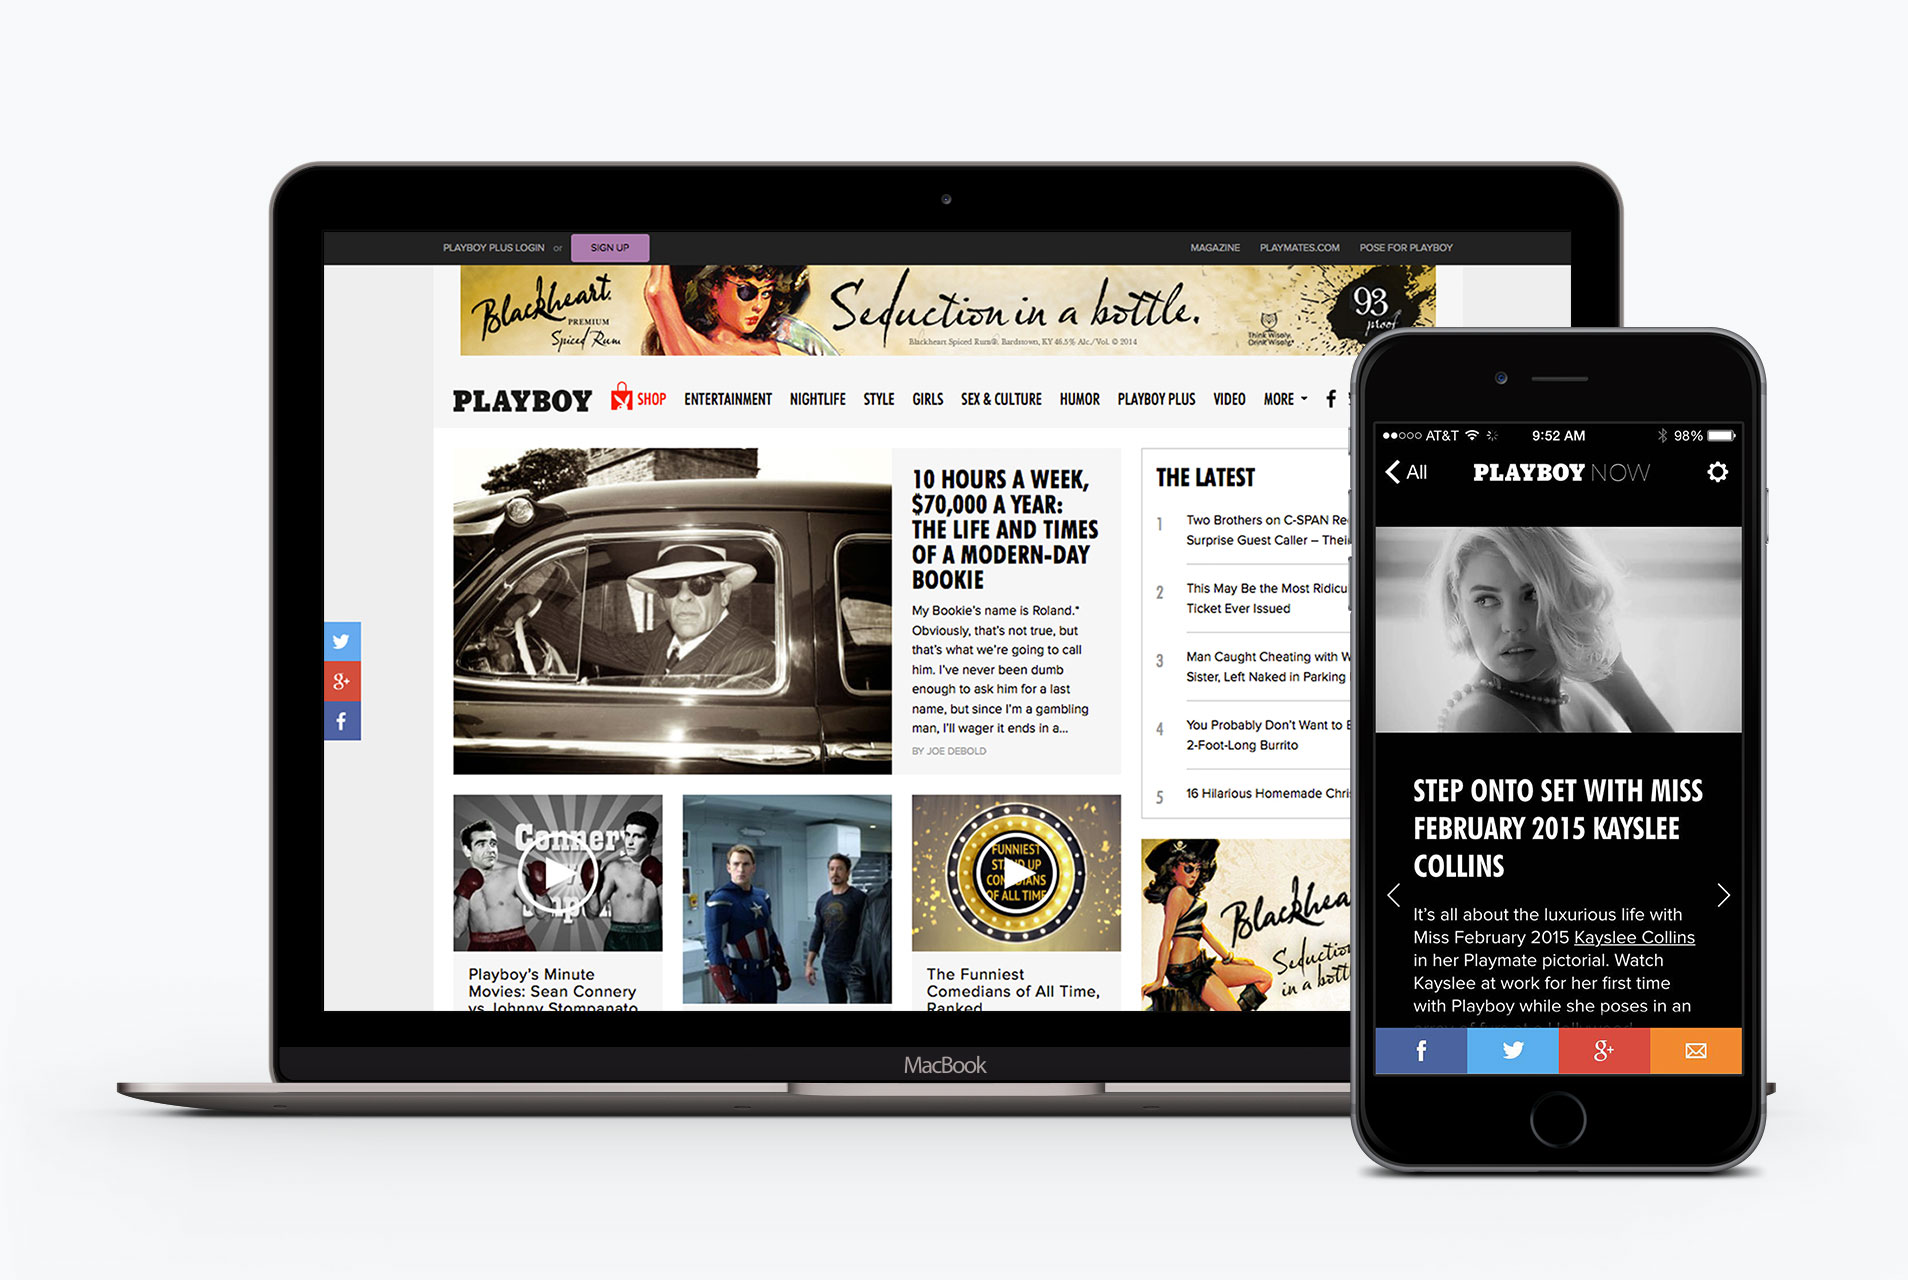 PLAYBOY PLUS LOGIN or SIGN UP
MAGAZINE PLAYMATES.COM POSE FOR PLAYBOY
Blackheart
PREMIUM
Spiced Rum
Seduction in a bottle.
Blackheart Spiced Rum®. Bardstown, KY 46.5% Alc./Vol. © 2014
Think Wisely.
Drink Wisely.
93
proof
PLAYBOY SHOP ENTERTAINMENT NIGHTLIFE STYLE GIRLS SEX & CULTURE HUMOR PLAYBOY PLUS VIDEO MORE
10 HOURS A WEEK,
$70,000 A YEAR:
THE LIFE AND TIMES
OF A MODERN-DAY
BOOKIE
My Bookie's name is Roland.*
Obviously, that's not true, but
that's what we're going to call
him. I've never been dumb
enough to ask him for a last
name, but since I'm a gambling
man, I'll wager it ends in a...
BY JOE DEBOLD
THE LATEST
1 Two Brothers on C-SPAN Re
Surprise Guest Caller – Thei
2 This May Be the Most Ridicu
Ticket Ever Issued
3 Man Caught Cheating with W
Sister, Left Naked in Parking
4 You Probably Don't Want to E
2-Foot-Long Burrito
5 16 Hilarious Homemade Chri
Connery
FUNNIEST
STAND UP
COMEDIANS
OF ALL TIME
Playboy's Minute
Movies: Sean Connery
vs Johnny Stompanato
The Funniest
Comedians of All Time,
Ranked
Blackhea
Seduction
in a bott
MacBook
AT&T 9:52 AM 98%
All PLAYBOY NOW
STEP ONTO SET WITH MISS
FEBRUARY 2015 KAYSLEE
COLLINS
It's all about the luxurious life with
Miss February 2015 Kayslee Collins
in her Playmate pictorial. Watch
Kayslee at work for her first time
with Playboy while she poses in an